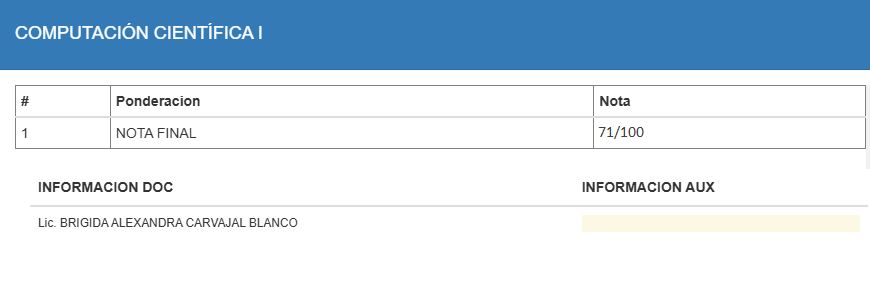 COMPUTACIÓN CIENTÍFICA I
# Ponderacion Nota
1 NOTA FINAL 71/100
INFORMACION DOC INFORMACION AUX
Lic. BRIGIDA ALEXANDRA CARVAJAL BLANCO